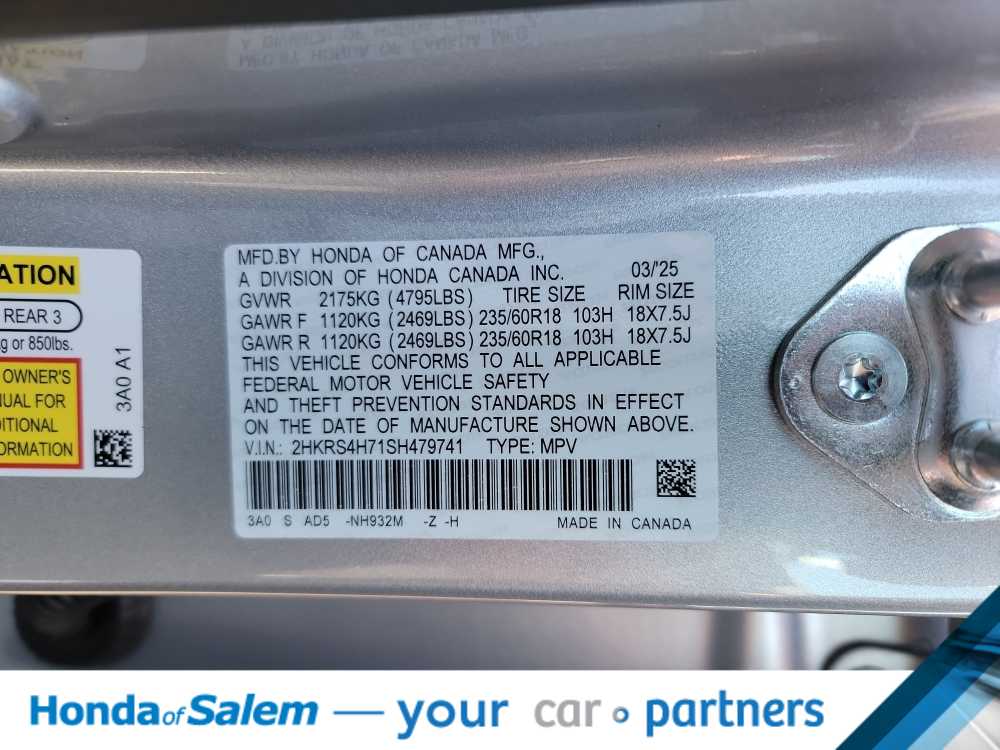 ATION
REAR 3
g or 850lbs.
OWNER'S
NUAL FOR
DITIONAL
FORMATION
3A0 A1
MFD.BY HONDA OF CANADA MFG.,
A DIVISION OF HONDA CANADA INC. 03/'25
GVWR 2175KG (4795LBS) TIRE SIZE RIM SIZE
GAWR F 1120KG (2469LBS) 235/60R18 103H 18X7.5J
GAWR R 1120KG (2469LBS) 235/60R18 103H 18X7.5J
THIS VEHICLE CONFORMS TO ALL APPLICABLE
FEDERAL MOTOR VEHICLE SAFETY
AND THEFT PREVENTION STANDARDS IN EFFECT
ON THE DATE OF MANUFACTURE SHOWN ABOVE.
V.I.N.: 2HKRS4H71SH479741 TYPE: MPV
3A0 S AD5 -NH932M -Z -H MADE IN CANADA
Honda of Salem — your car partners